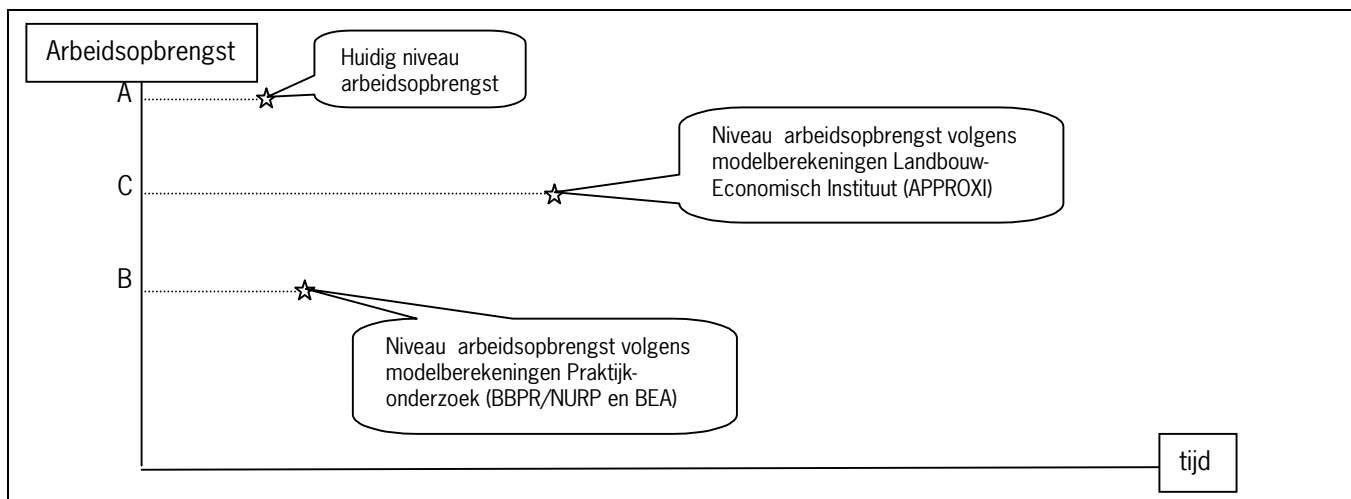 Arbeidsopbrengst
Huidig niveau
arbeidsopbrengst
A
Niveau arbeidsopbrengst volgens
modelberekeningen Landbouw-
Economisch Instituut (APPROXI)
C
B
Niveau arbeidsopbrengst volgens
modelberekeningen Praktijk-
onderzoek (BBPR/NURP en BEA)
tijd